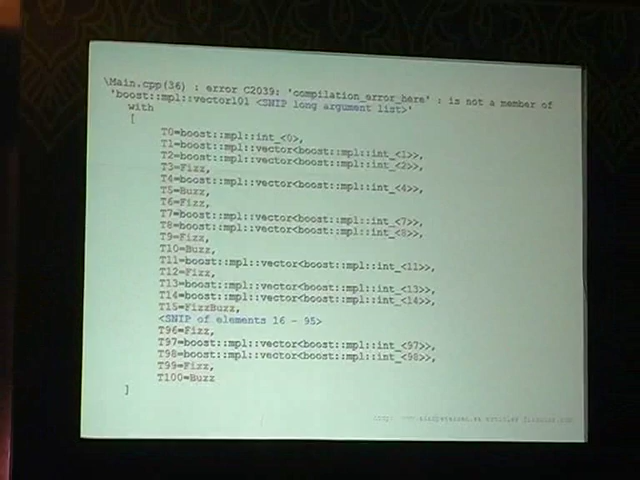 \Main.cpp(36) : error C2039: 'compilation_error_here' : is not a member of
'boost::mpl::vector101 <SNIP long argument list>'
with
[
T0=boost::mpl::int_<0>,
T1=boost::mpl::vector<boost::mpl::int_<1>>,
T2=boost::mpl::vector<boost::mpl::int_<2>>,
T3=Fizz,
T4=boost::mpl::vector<boost::mpl::int_<4>>,
T5=Buzz,
T6=Fizz,
T7=boost::mpl::vector<boost::mpl::int_<7>>,
T8=boost::mpl::vector<boost::mpl::int_<8>>,
T9=Fizz,
T10=Buzz,
T11=boost::mpl::vector<boost::mpl::int_<11>>,
T12=Fizz,
T13=boost::mpl::vector<boost::mpl::int_<13>>,
T14=boost::mpl::vector<boost::mpl::int_<14>>,
T15=FizzBuzz,
<SNIP of elements 16 - 95>
T96=Fizz,
T97=boost::mpl::vector<boost::mpl::int_<97>>,
T98=boost::mpl::vector<boost::mpl::int_<98>>,
T99=Fizz,
T100=Buzz
]